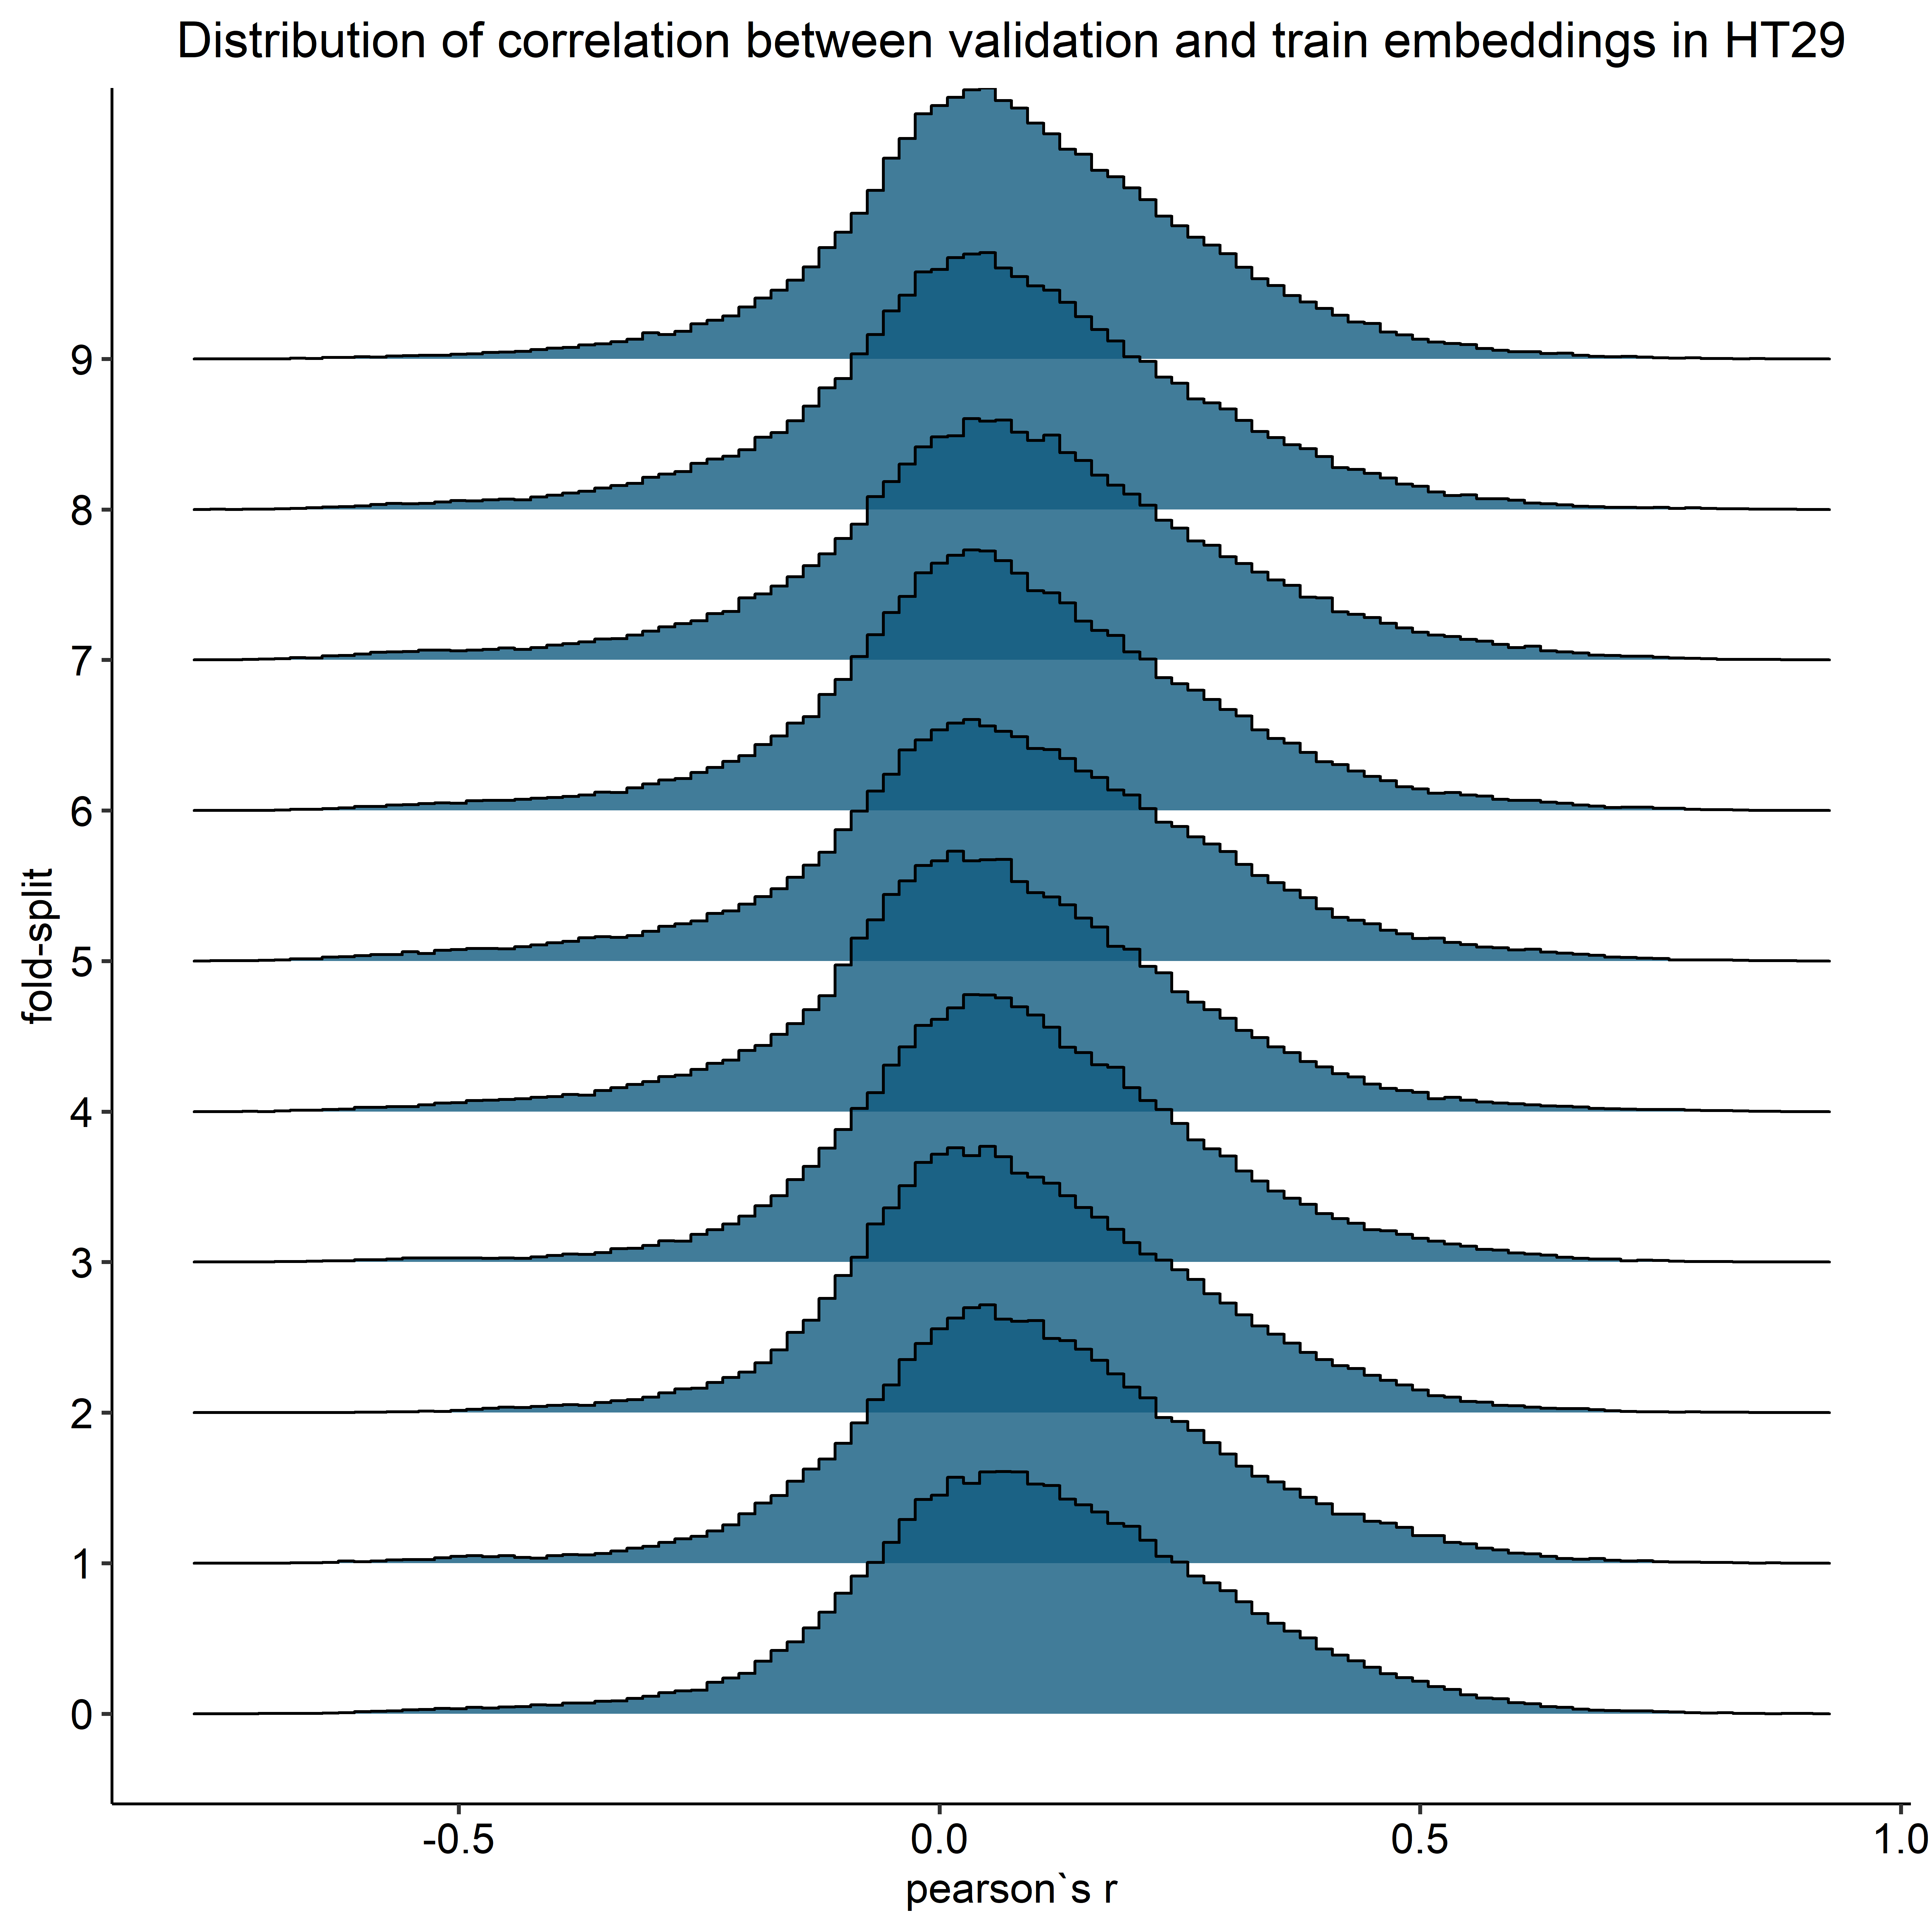 Distribution of correlation between validation and train embeddings in HT29
9
8
7
6
5
4
3
2
1
0
fold-split
-0.5 0.0 0.5 1.0
pearson`s r